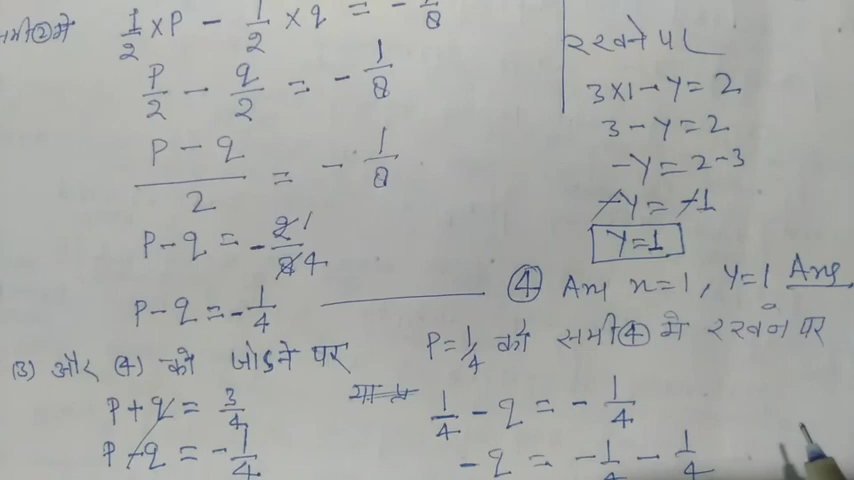 समी②में 1/2 × P - 1/2 × q = - 1/8
P/2 - q/2 = - 1/8
P - q / 2 = - 1/8
P - q = - 2 1 / 8 4
P - q = - 1/4 ——— ④
(3) और (4) को जोडने पर
P + q = 3/4
P - q = - 1/4
रखने पर
3×1 - y = 2
3 - y = 2
-y = 2 - 3
-y = -1
y = 1
Ans x = 1, y = 1 Ans
P = 1/4 को समी④ में रखने पर
1/4 - q = - 1/4
-q = - 1/4 - 1/4